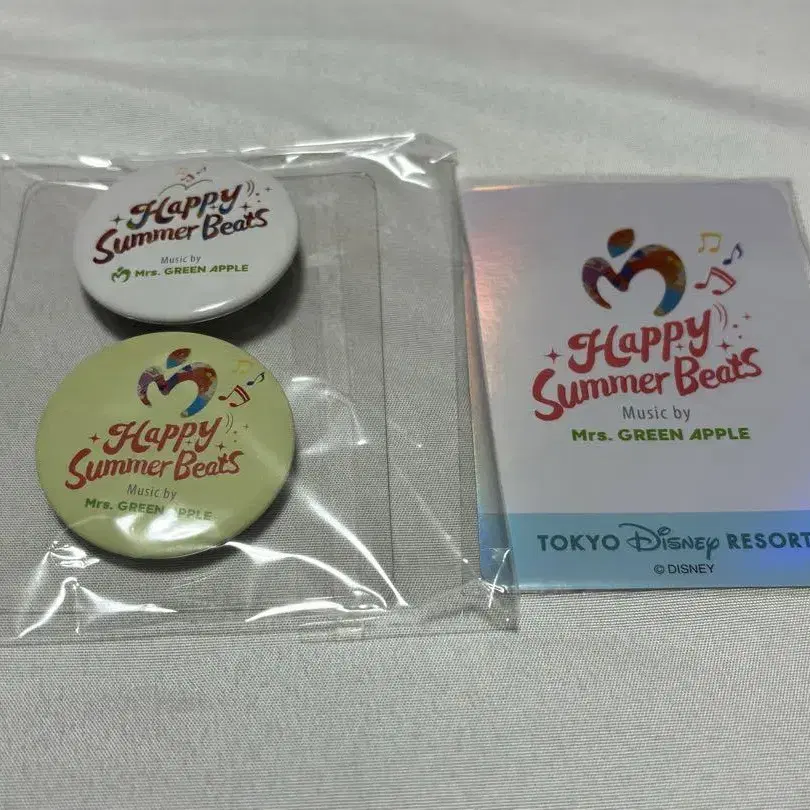 Happy
Summer Beats
Music by
Mrs. GREEN APPLE
Happy
Summer Beats
Music by
Mrs. GREEN APPLE
Happy
Summer Beats
Music by
Mrs. GREEN APPLE
TOKYO Disney RESORT
© DISNEY